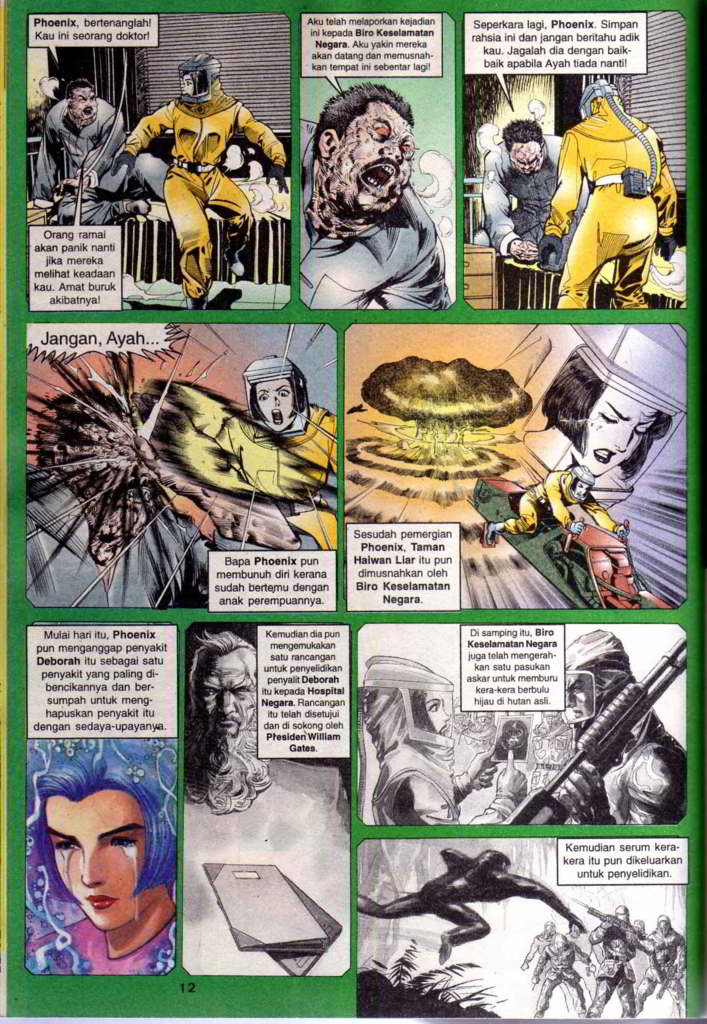 Phoenix, bertenanglah!
Kau ini seorang doktor!
Orang ramai
akan panik nanti
jika mereka
melihat keadaan
kau. Amat buruk
akibatnya!
Aku telah melaporkan kejadian
ini kepada Biro Keselamatan
Negara. Aku yakin mereka
akan datang dan memusnah-
kan tempat ini sebentar lagi!
Seperkara lagi, Phoenix. Simpan
rahsia ini dan jangan beritahu adik
kau. Jagalah dia dengan baik-
baik apabila Ayah tiada nanti!
Jangan, Ayah...
Bapa Phoenix pun
membunuh diri kerana
sudah bertemu dengan
anak perempuannya.
Sesudah pemergian
Phoenix, Taman
Haiwan Liar itu pun
dimusnahkan oleh
Biro Keselamatan
Negara.
Mulai hari itu, Phoenix
pun menganggap penyakit
Deborah itu sebagai satu
penyakit yang paling di-
bencikannya dan ber-
sumpah untuk meng-
hapuskan penyakit itu
dengan sedaya-upayanya.
Kemudian dia pun
mengemukakan
satu rancangan
untuk penyelidikan
penyalit Deborah
itu kepada Hospital
Negara. Rancangan
itu telah disetujui
dan di sokong oleh
Presiden William
Gates.
Di samping itu, Biro
Keselamatan Negara
juga telah mengerah-
kan satu pasukan
askar untuk memburu
kera-kera berbulu
hijau di hutan asli.
Kemudian serum kera-
kera itu pun dikeluarkan
untuk penyelidikan.
12